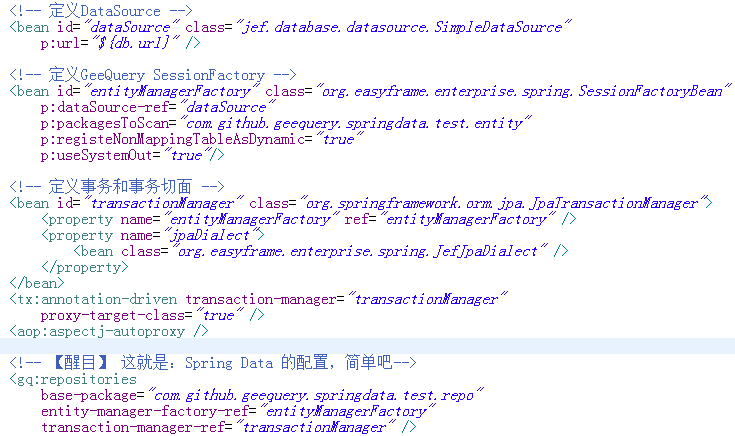 <!-- 定义DataSource -->
<bean id="dataSource" class="jef.database.datasource.SimpleDataSource"
p:url="${db.url}" />
<!-- 定义GeeQuery SessionFactory -->
<bean id="entityManagerFactory" class="org.easyframe.enterprise.spring.SessionFactoryBean"
p:dataSource-ref="dataSource"
p:packagesToScan="com.github.geequery.springdata.test.entity"
p:registeNonMappingTableAsDynamic="true"
p:useSystemOut="true"/>
<!-- 定义事务和事务切面 -->
<bean id="transactionManager" class="org.springframework.orm.jpa.JpaTransactionManager">
<property name="entityManagerFactory" ref="entityManagerFactory" />
<property name="jpaDialect">
<bean class="org.easyframe.enterprise.spring.JefJpaDialect" />
</property>
</bean>
<tx:annotation-driven transaction-manager="transactionManager"
proxy-target-class="true" />
<aop:aspectj-autoproxy />
<!-- 【醒目】 这就是：Spring Data 的配置，简单吧-->
<gq:repositories
base-package="com.github.geequery.springdata.test.repo"
entity-manager-factory-ref="entityManagerFactory"
transaction-manager-ref="transactionManager" />